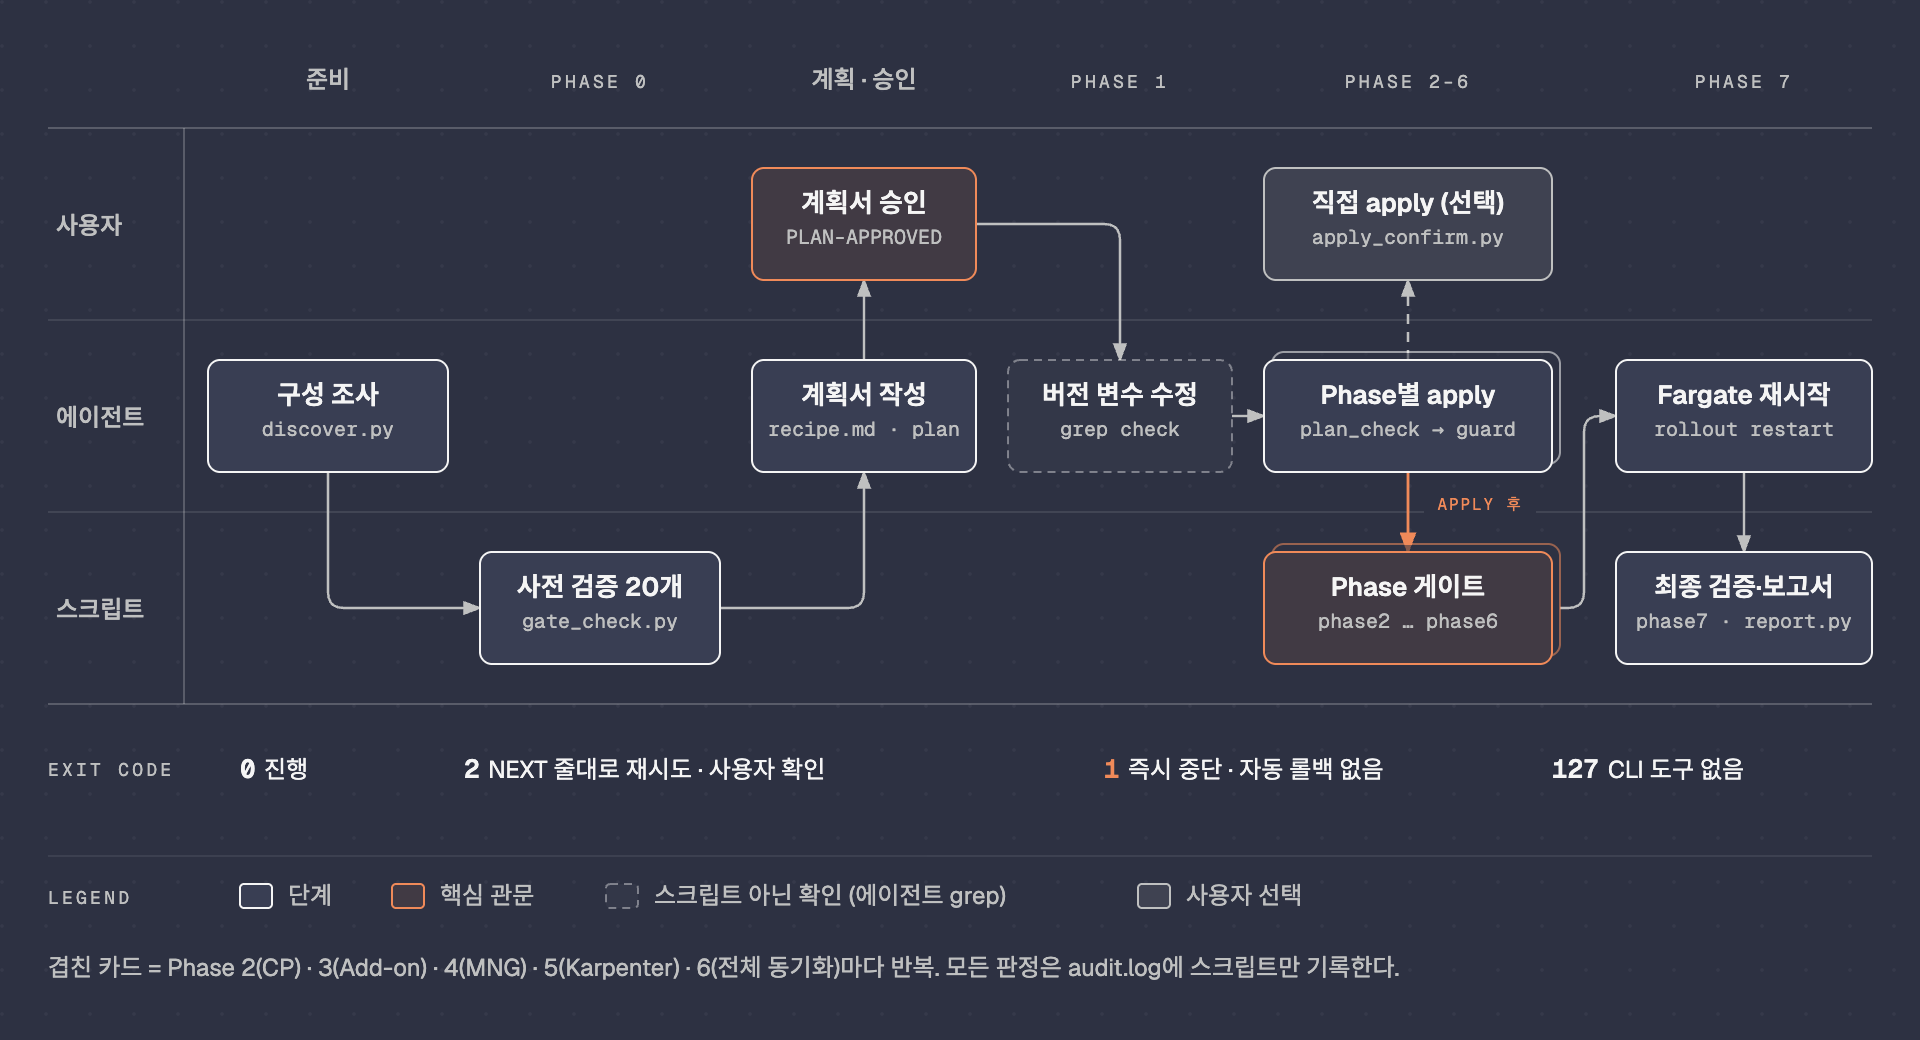 준비
PHASE 0
계획 · 승인
PHASE 1
PHASE 2-6
PHASE 7
사용자
계획서 승인
PLAN-APPROVED
직접 apply (선택)
apply_confirm.py
에이전트
구성 조사
discover.py
계획서 작성
recipe.md · plan
버전 변수 수정
grep check
Phase별 apply
plan_check → guard
Fargate 재시작
rollout restart
APPLY 후
스크립트
사전 검증 20개
gate_check.py
Phase 게이트
phase2 … phase6
최종 검증·보고서
phase7 · report.py
EXIT CODE
0 진행
2 NEXT 줄대로 재시도 · 사용자 확인
1 즉시 중단 · 자동 롤백 없음
127 CLI 도구 없음
LEGEND
단계
핵심 관문
스크립트 아닌 확인 (에이전트 grep)
사용자 선택
겹친 카드 = Phase 2(CP) · 3(Add-on) · 4(MNG) · 5(Karpenter) · 6(전체 동기화)마다 반복. 모든 판정은 audit.log에 스크립트만 기록한다.